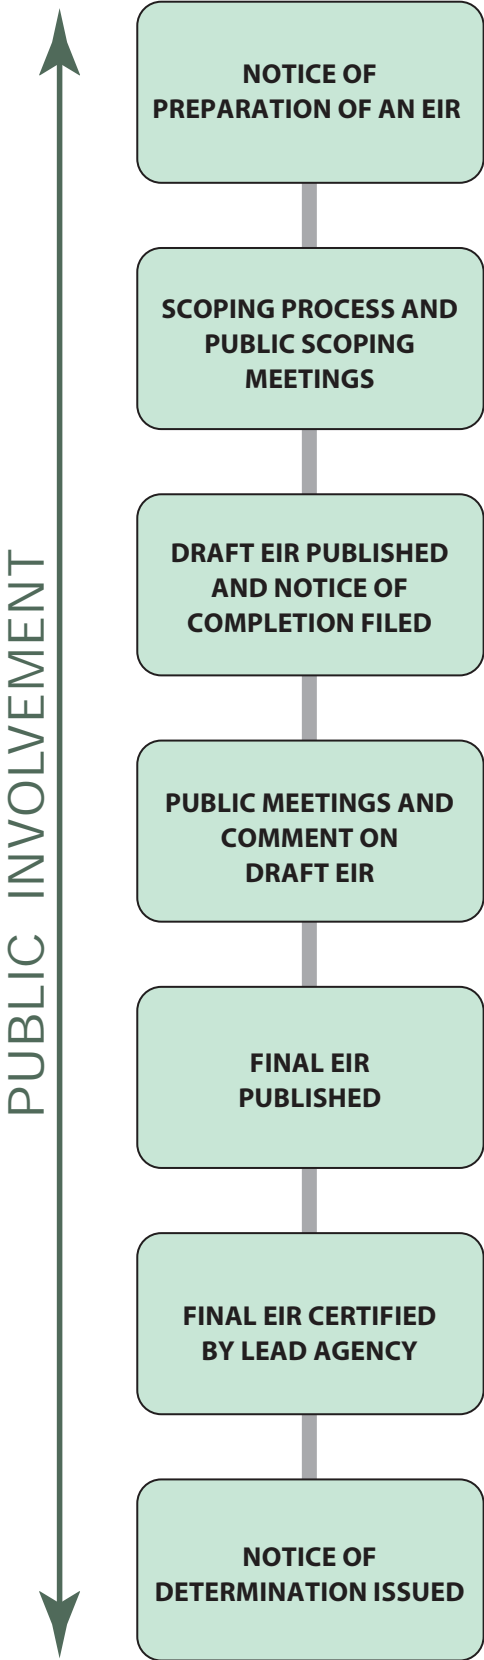 PUBLIC INVOLVEMENT
NOTICE OF
PREPARATION OF AN EIR
SCOPING PROCESS AND
PUBLIC SCOPING
MEETINGS
DRAFT EIR PUBLISHED
AND NOTICE OF
COMPLETION FILED
PUBLIC MEETINGS AND
COMMENT ON
DRAFT EIR
FINAL EIR
PUBLISHED
FINAL EIR CERTIFIED
BY LEAD AGENCY
NOTICE OF
DETERMINATION ISSUED